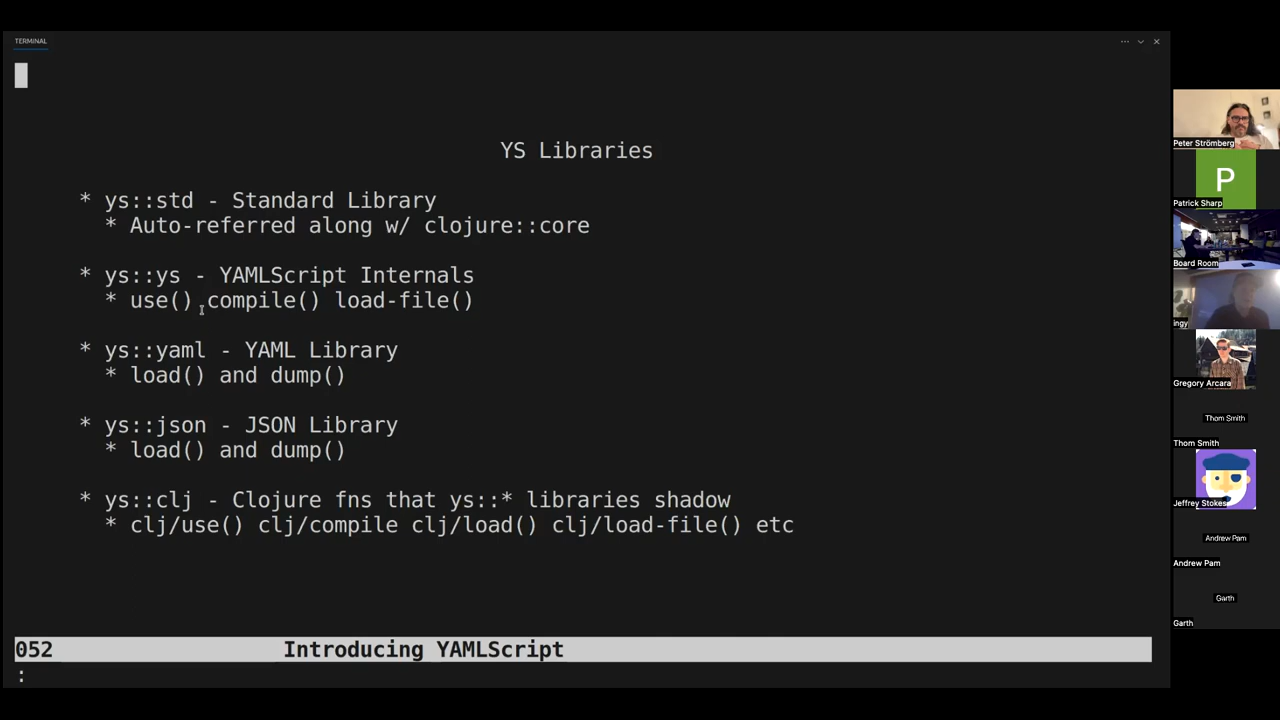 TERMINAL
YS Libraries
* ys::std - Standard Library
* Auto-referred along w/ clojure::core
* ys::ys - YAMLScript Internals
* use() compile() load-file()
* ys::yaml - YAML Library
* load() and dump()
* ys::json - JSON Library
* load() and dump()
* ys::clj - Clojure fns that ys::* libraries shadow
* clj/use() clj/compile clj/load() clj/load-file() etc
052 Introducing YAMLScript
:
Peter Strömberg
P
Patrick Sharp
Board Room
ingy
Gregory Arcara
Thom Smith
Thom Smith
Jeffrey Stokes
Andrew Pam
Andrew Pam
Garth
Garth